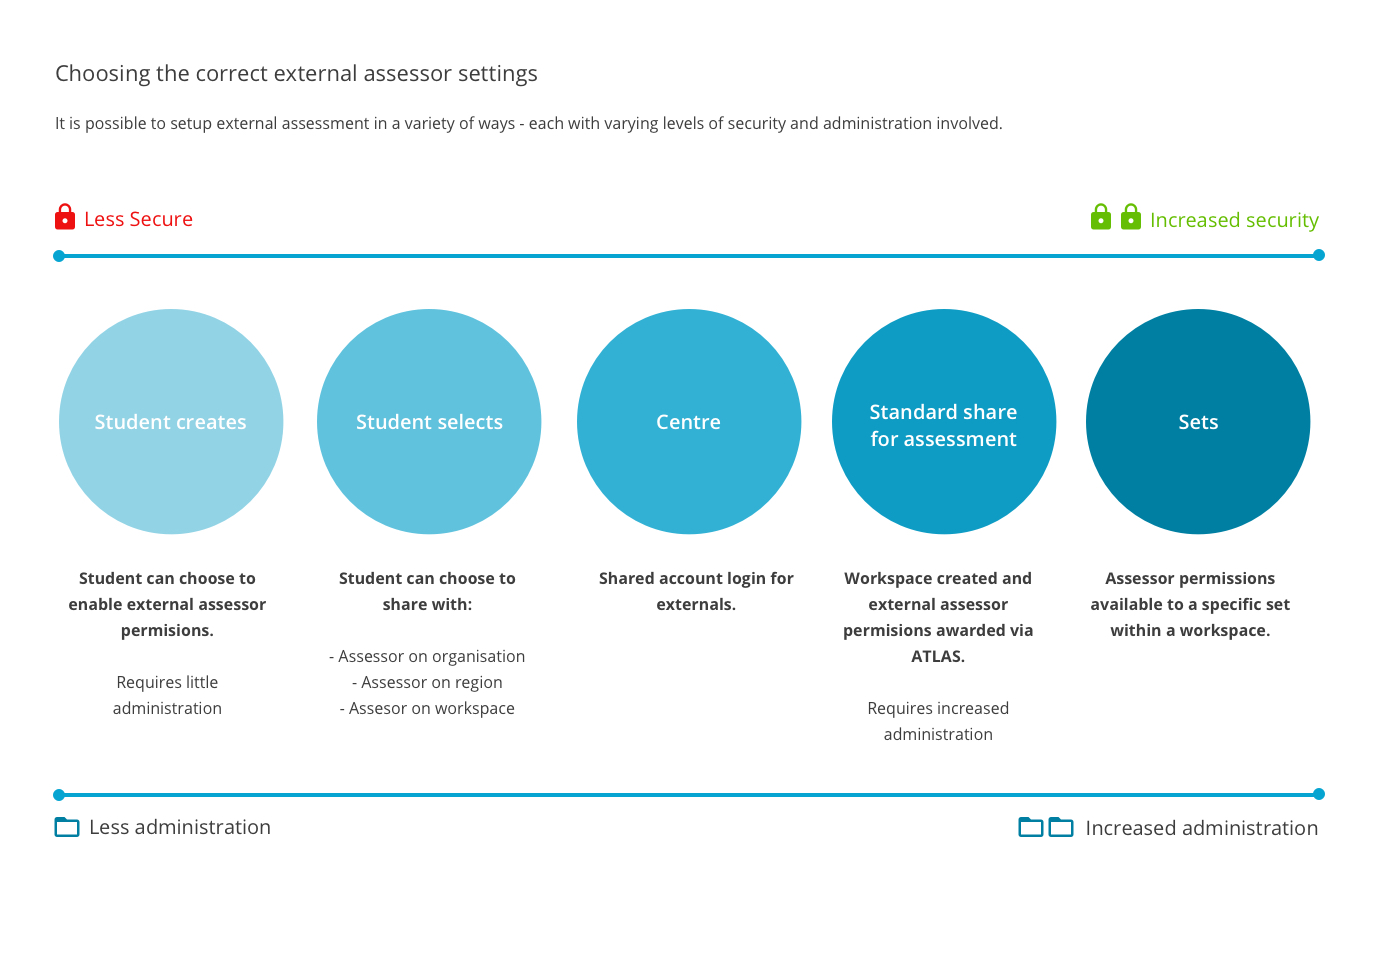 Choosing the correct external assessor settings
It is possible to setup external assessment in a variety of ways - each with varying levels of security and administration involved.
Less Secure
Increased security
Student creates
Student selects
Centre
Standard share
for assessment
Sets
Student can choose to
enable external assessor
permisions.
Requires little
administration
Student can choose to
share with:
- Assessor on organisation
- Assessor on region
- Assesor on workspace
Shared account login for
externals.
Workspace created and
external assessor
permisions awarded via
ATLAS.
Requires increased
administration
Assessor permissions
available to a specific set
within a workspace.
Less administration
Increased administration